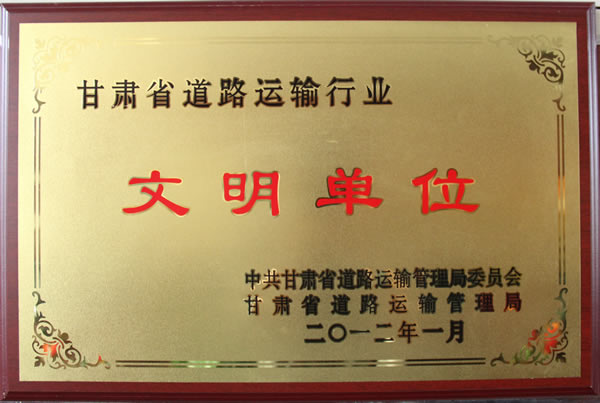 甘肃省道路运输行业
文明单位
中共甘肃省道路运输管理局委员会
甘肃省道路运输管理局
二〇一二年一月